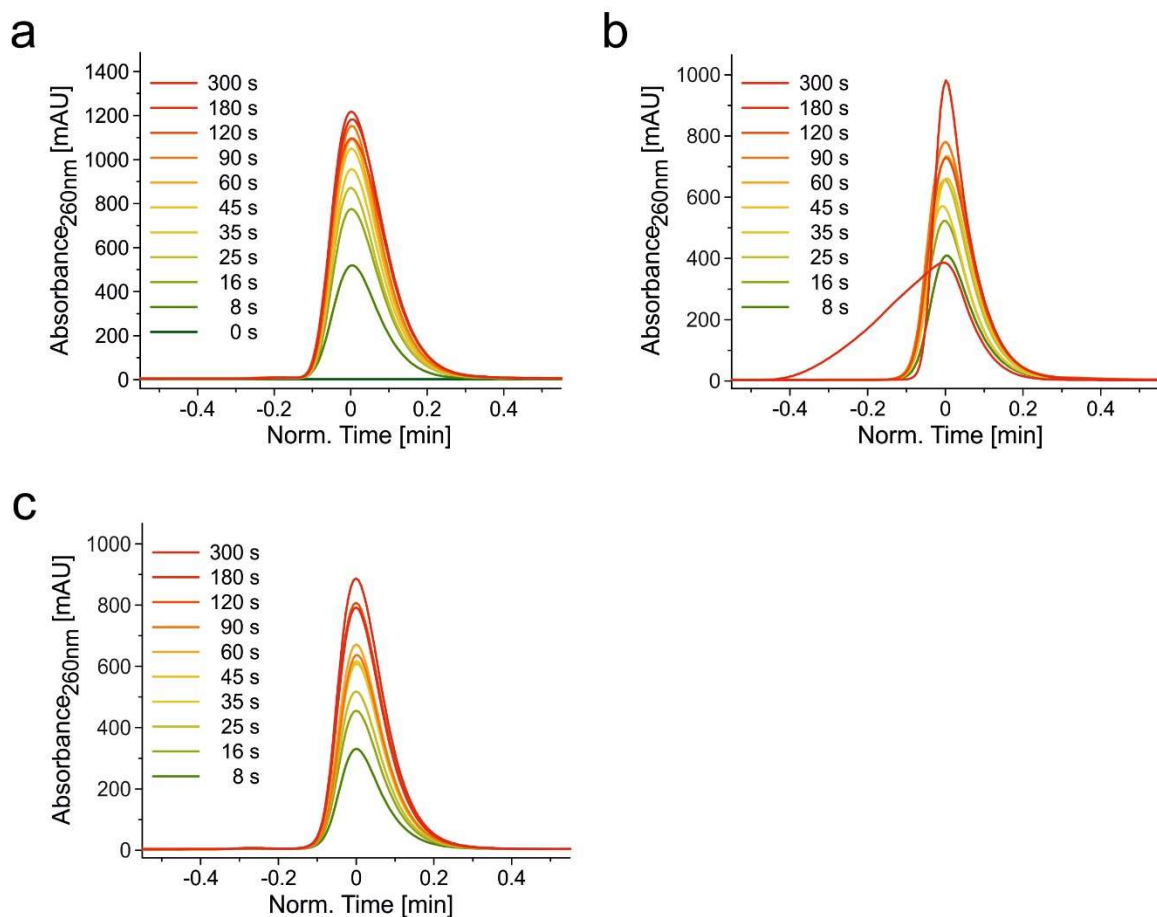 a
Absorbance260nm [mAU]
1400
1200
1000
800
600
400
200
0
300 s
180 s
120 s
90 s
60 s
45 s
35 s
25 s
16 s
8 s
0 s
-0.4 -0.2 0 0.2 0.4
Norm. Time [min]
b
Absorbance260nm [mAU]
1000
800
600
400
200
0
300 s
180 s
120 s
90 s
60 s
45 s
35 s
25 s
16 s
8 s
-0.4 -0.2 0 0.2 0.4
Norm. Time [min]
c
Absorbance260nm [mAU]
1000
800
600
400
200
0
300 s
180 s
120 s
90 s
60 s
45 s
35 s
25 s
16 s
8 s
-0.4 -0.2 0 0.2 0.4
Norm. Time [min]